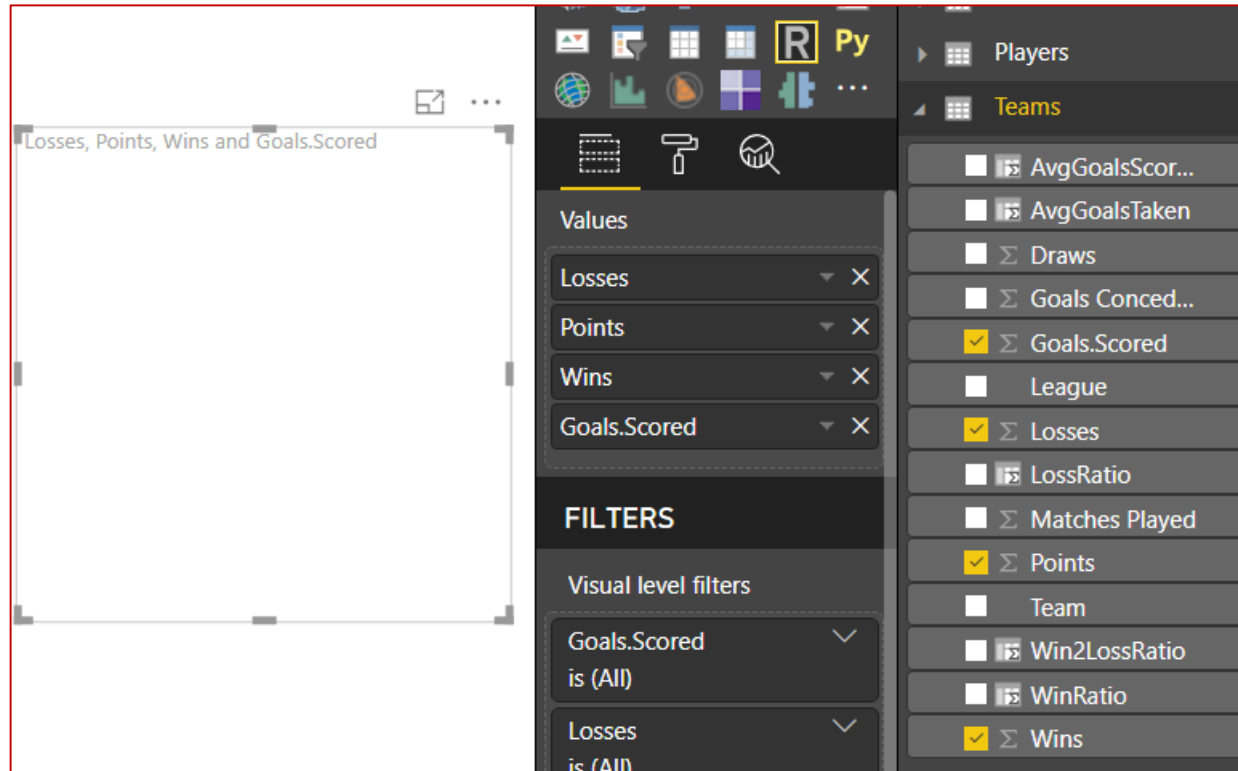 Losses, Points, Wins and Goals.Scored
R Py
Values
Losses
Points
Wins
Goals.Scored
FILTERS
Visual level filters
Goals.Scored
is (All)
Losses
is (All)
Players
Teams
AvgGoalsScor...
AvgGoalsTaken
Draws
Goals Conced...
Goals.Scored
League
Losses
LossRatio
Matches Played
Points
Team
Win2LossRatio
WinRatio
Wins